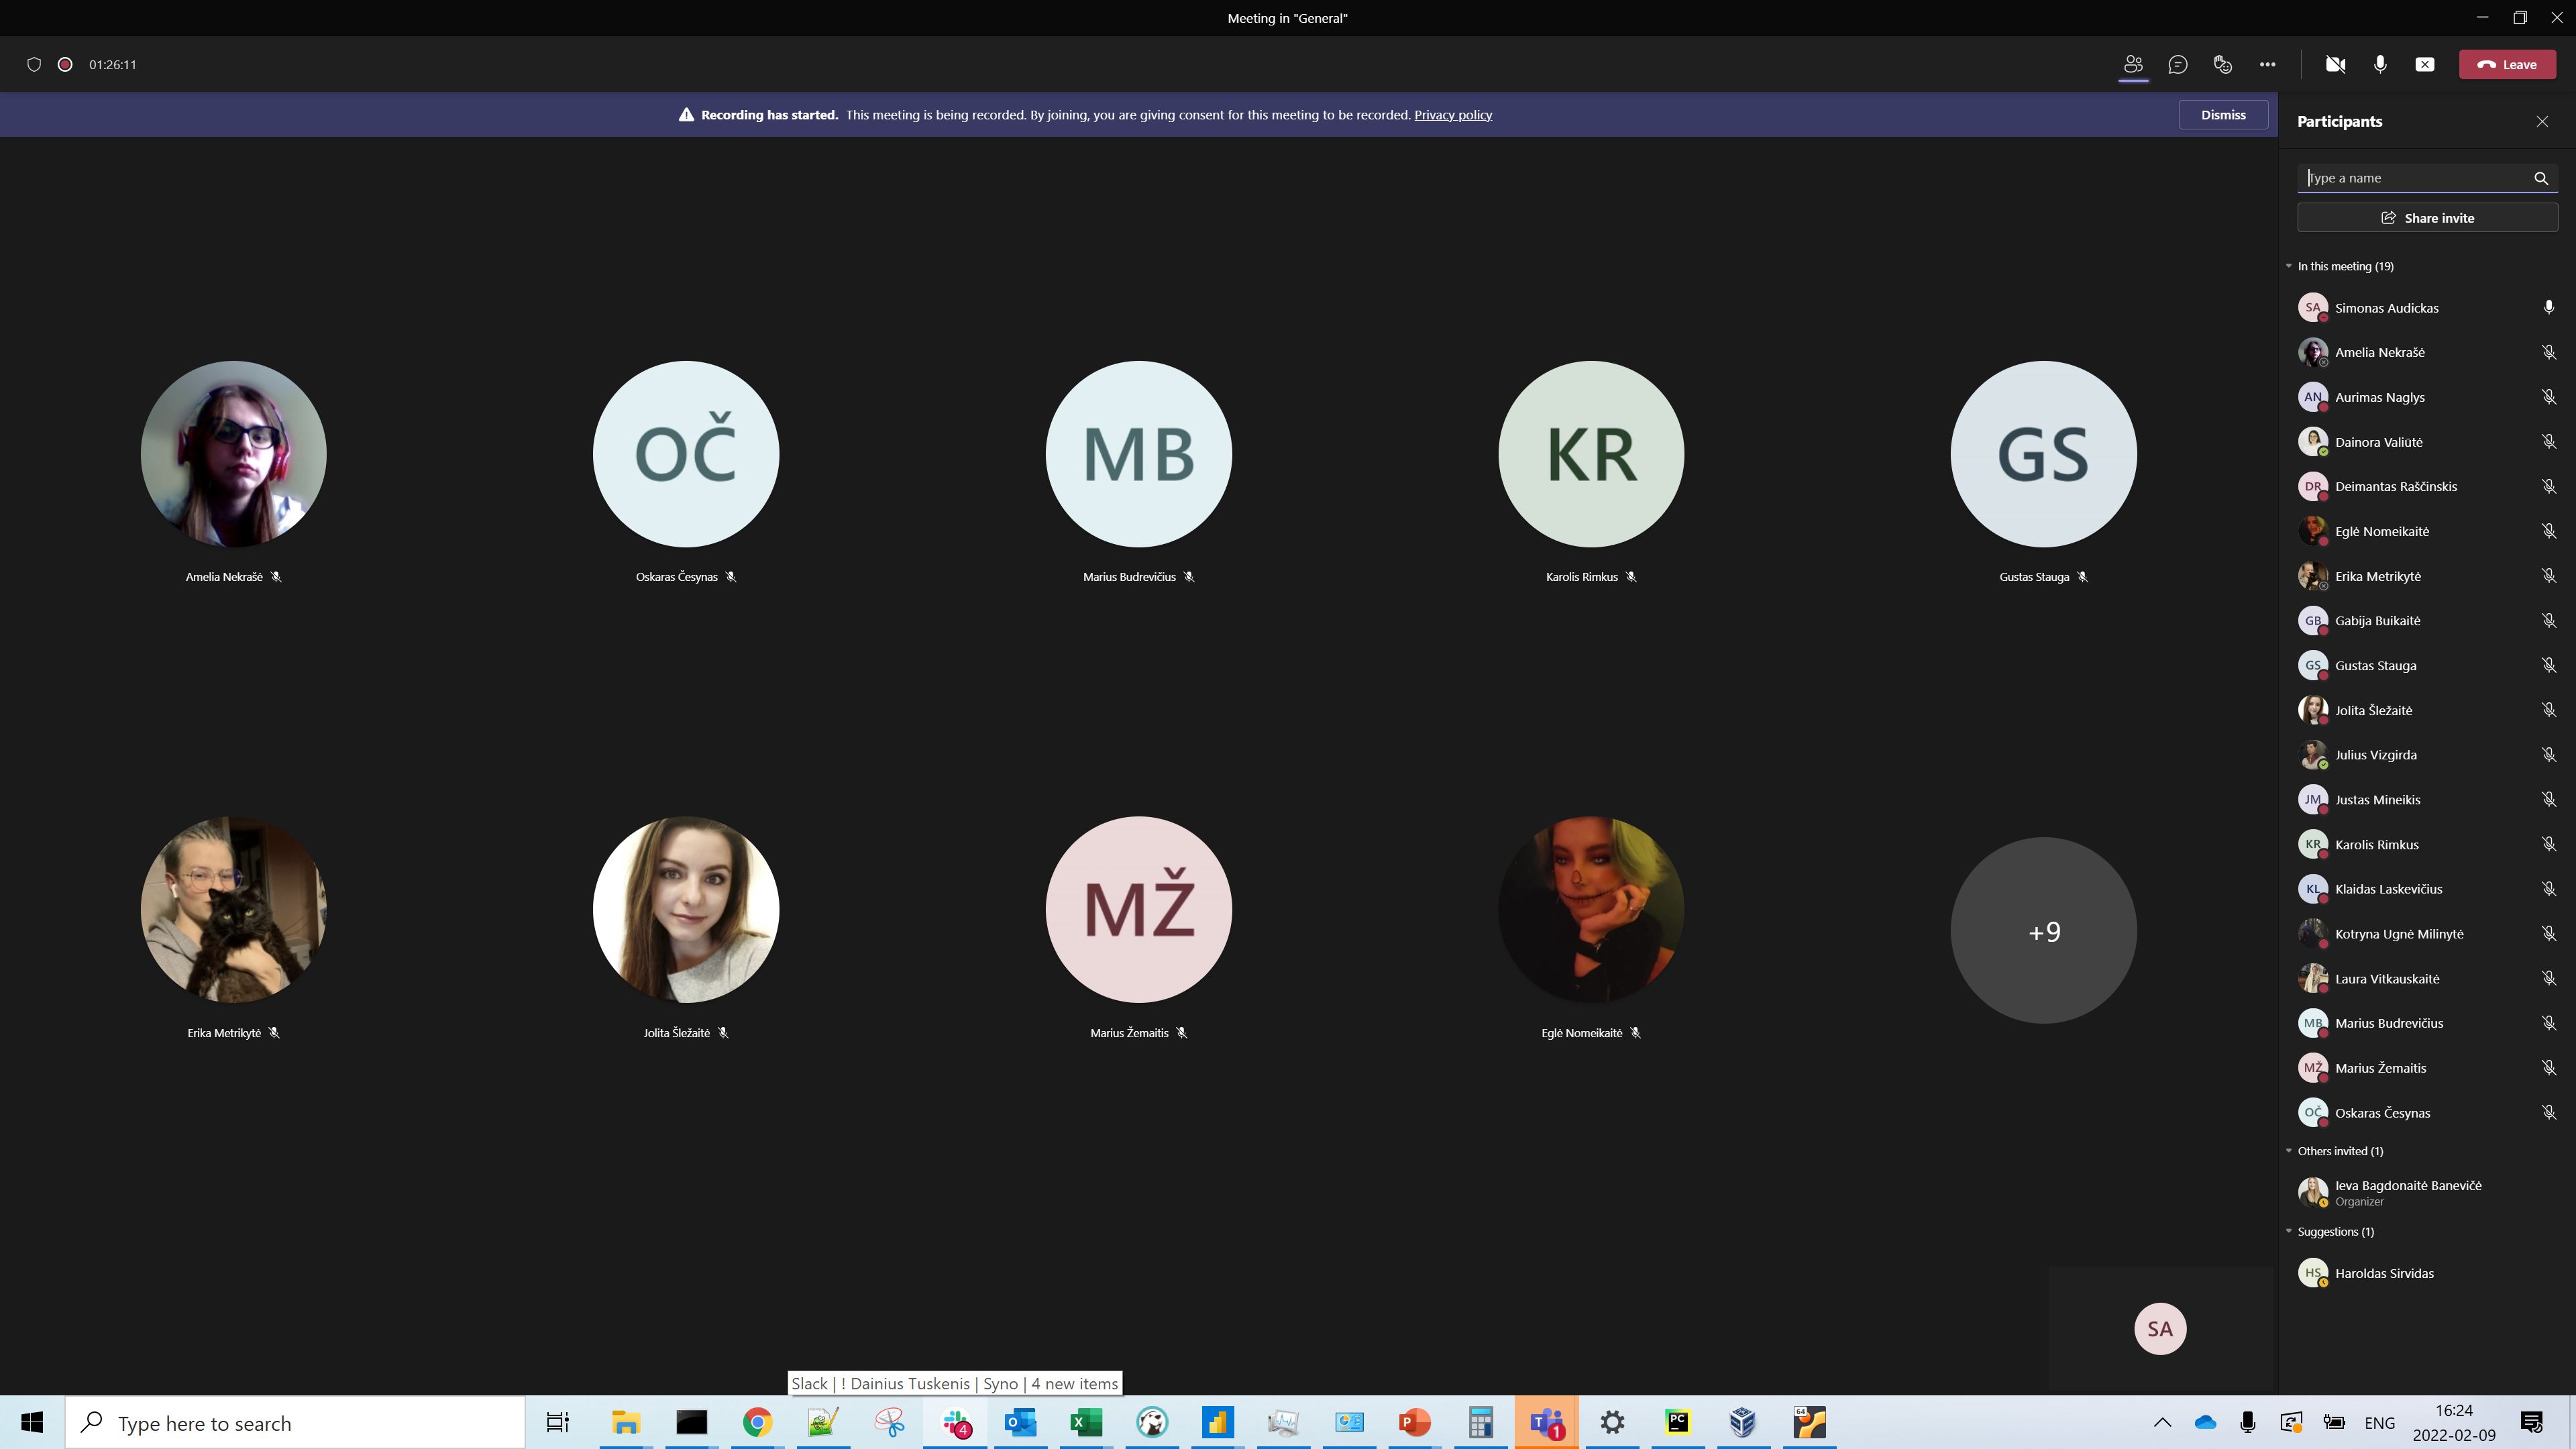 Meeting in "General"
01:26:11
Leave
Recording has started. This meeting is being recorded. By joining, you are giving consent for this meeting to be recorded. Privacy policy
Dismiss
OČ
MB
KR
GS
Amelia Nekrašė
Oskaras Česynas
Marius Budrevičius
Karolis Rimkus
Gustas Stauga
MŽ
+9
Erika Metrikytė
Jolita Šležaitė
Marius Žemaitis
Eglė Nomeikaitė
SA
Participants
Type a name
Share invite
In this meeting (19)
SA Simonas Audickas
Amelia Nekrašė
AN Aurimas Naglys
Dainora Valiūtė
DR Deimantas Raščinskis
Eglė Nomeikaitė
Erika Metrikytė
GB Gabija Buikaitė
GS Gustas Stauga
Jolita Šležaitė
Julius Vizgirda
JM Justas Mineikis
KR Karolis Rimkus
KL Klaidas Laskevičius
Kotryna Ugnė Milinytė
Laura Vitkauskaitė
MB Marius Budrevičius
MŽ Marius Žemaitis
OČ Oskaras Česynas
Others invited (1)
Ieva Bagdonaitė Banevičė
Organizer
Suggestions (1)
HS Haroldas Sirvidas
Slack | ! Dainius Tuskenis | Syno | 4 new items
Type here to search
4
O
X
P
T
1
PC
64
ENG
16:24
2022-02-09